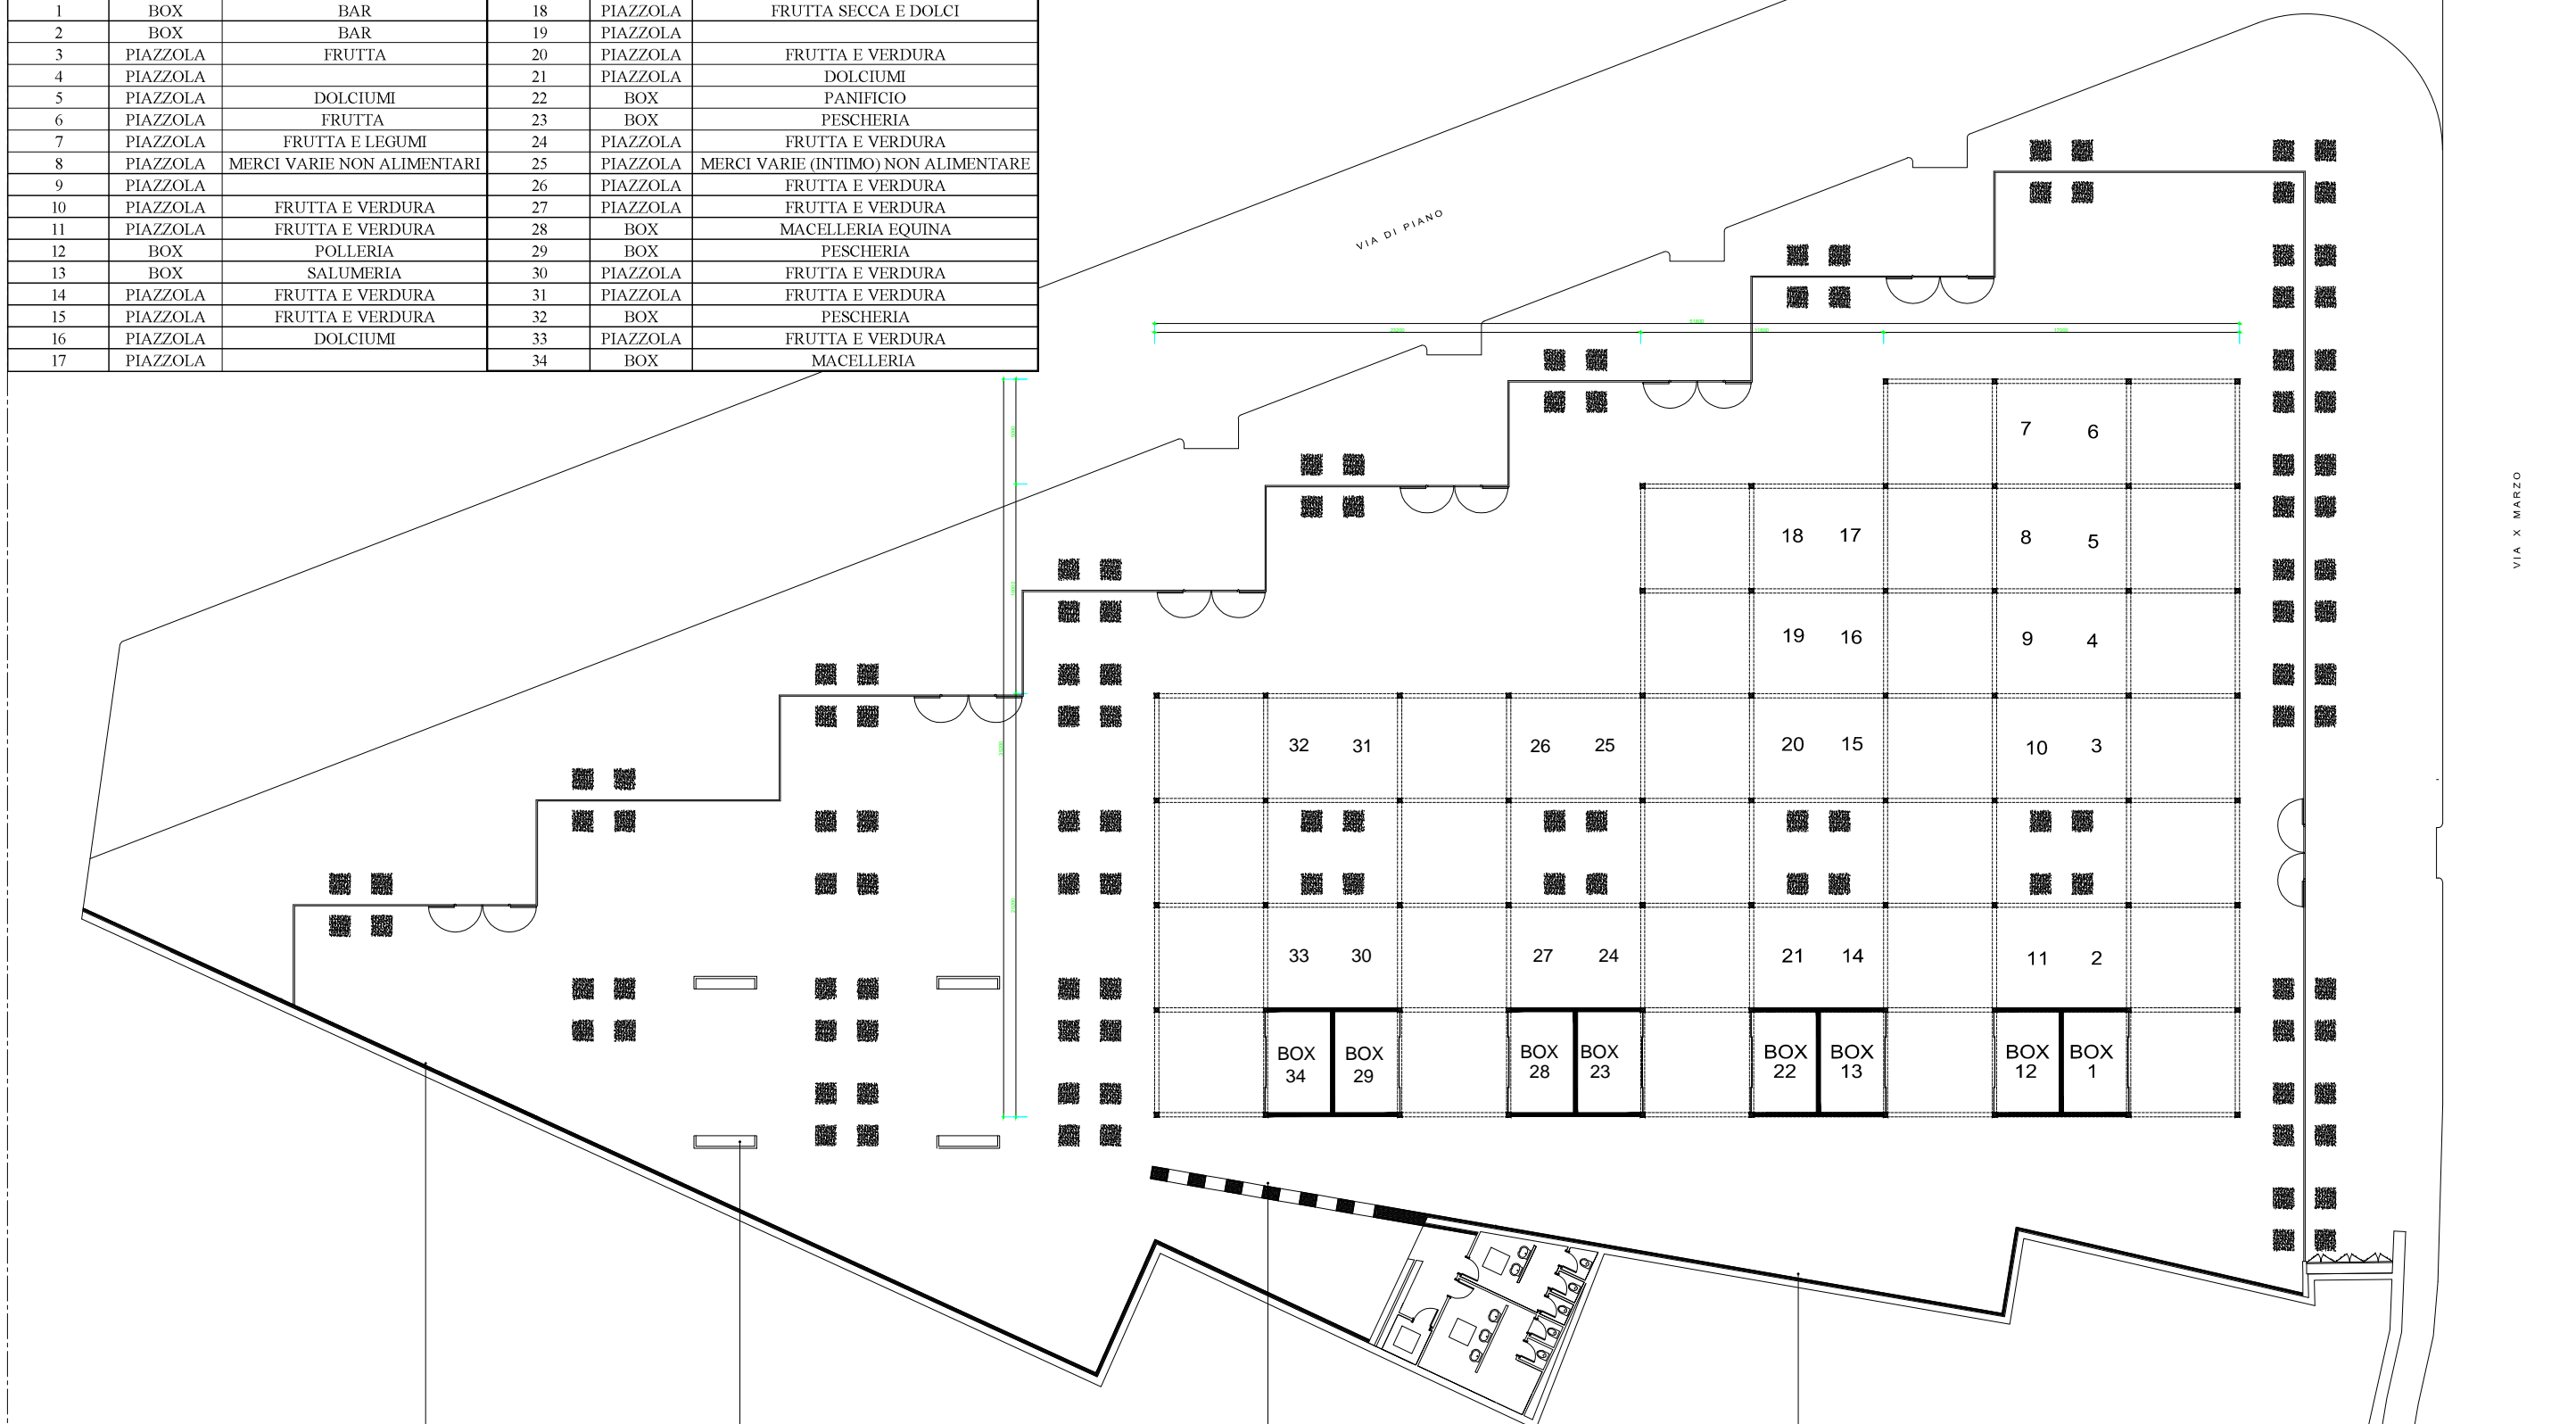 1 BOX BAR 18 PIAZZOLA FRUTTA SECCA E DOLCI
2 BOX BAR 19 PIAZZOLA
3 PIAZZOLA FRUTTA 20 PIAZZOLA FRUTTA E VERDURA
4 PIAZZOLA 21 PIAZZOLA DOLCIUMI
5 PIAZZOLA DOLCIUMI 22 BOX PANIFICIO
6 PIAZZOLA FRUTTA 23 BOX PESCHERIA
7 PIAZZOLA FRUTTA E LEGUMI 24 PIAZZOLA FRUTTA E VERDURA
8 PIAZZOLA MERCI VARIE NON ALIMENTARI 25 PIAZZOLA MERCI VARIE (INTIMO) NON ALIMENTARE
9 PIAZZOLA 26 PIAZZOLA FRUTTA E VERDURA
10 PIAZZOLA FRUTTA E VERDURA 27 PIAZZOLA FRUTTA E VERDURA
11 PIAZZOLA FRUTTA E VERDURA 28 BOX MACELLERIA EQUINA
12 BOX POLLERIA 29 BOX PESCHERIA
13 BOX SALUMERIA 30 PIAZZOLA FRUTTA E VERDURA
14 PIAZZOLA FRUTTA E VERDURA 31 PIAZZOLA FRUTTA E VERDURA
15 PIAZZOLA FRUTTA E VERDURA 32 BOX PESCHERIA
16 PIAZZOLA DOLCIUMI 33 PIAZZOLA FRUTTA E VERDURA
17 PIAZZOLA 34 BOX MACELLERIA
VIA DI PIANO
VIA X MARZO
7 6
18 17 8 5
19 16 9 4
32 31 26 25 20 15 10 3
33 30 27 24 21 14 11 2
BOX BOX BOX BOX BOX BOX BOX BOX
34 29 28 23 22 13 12 1